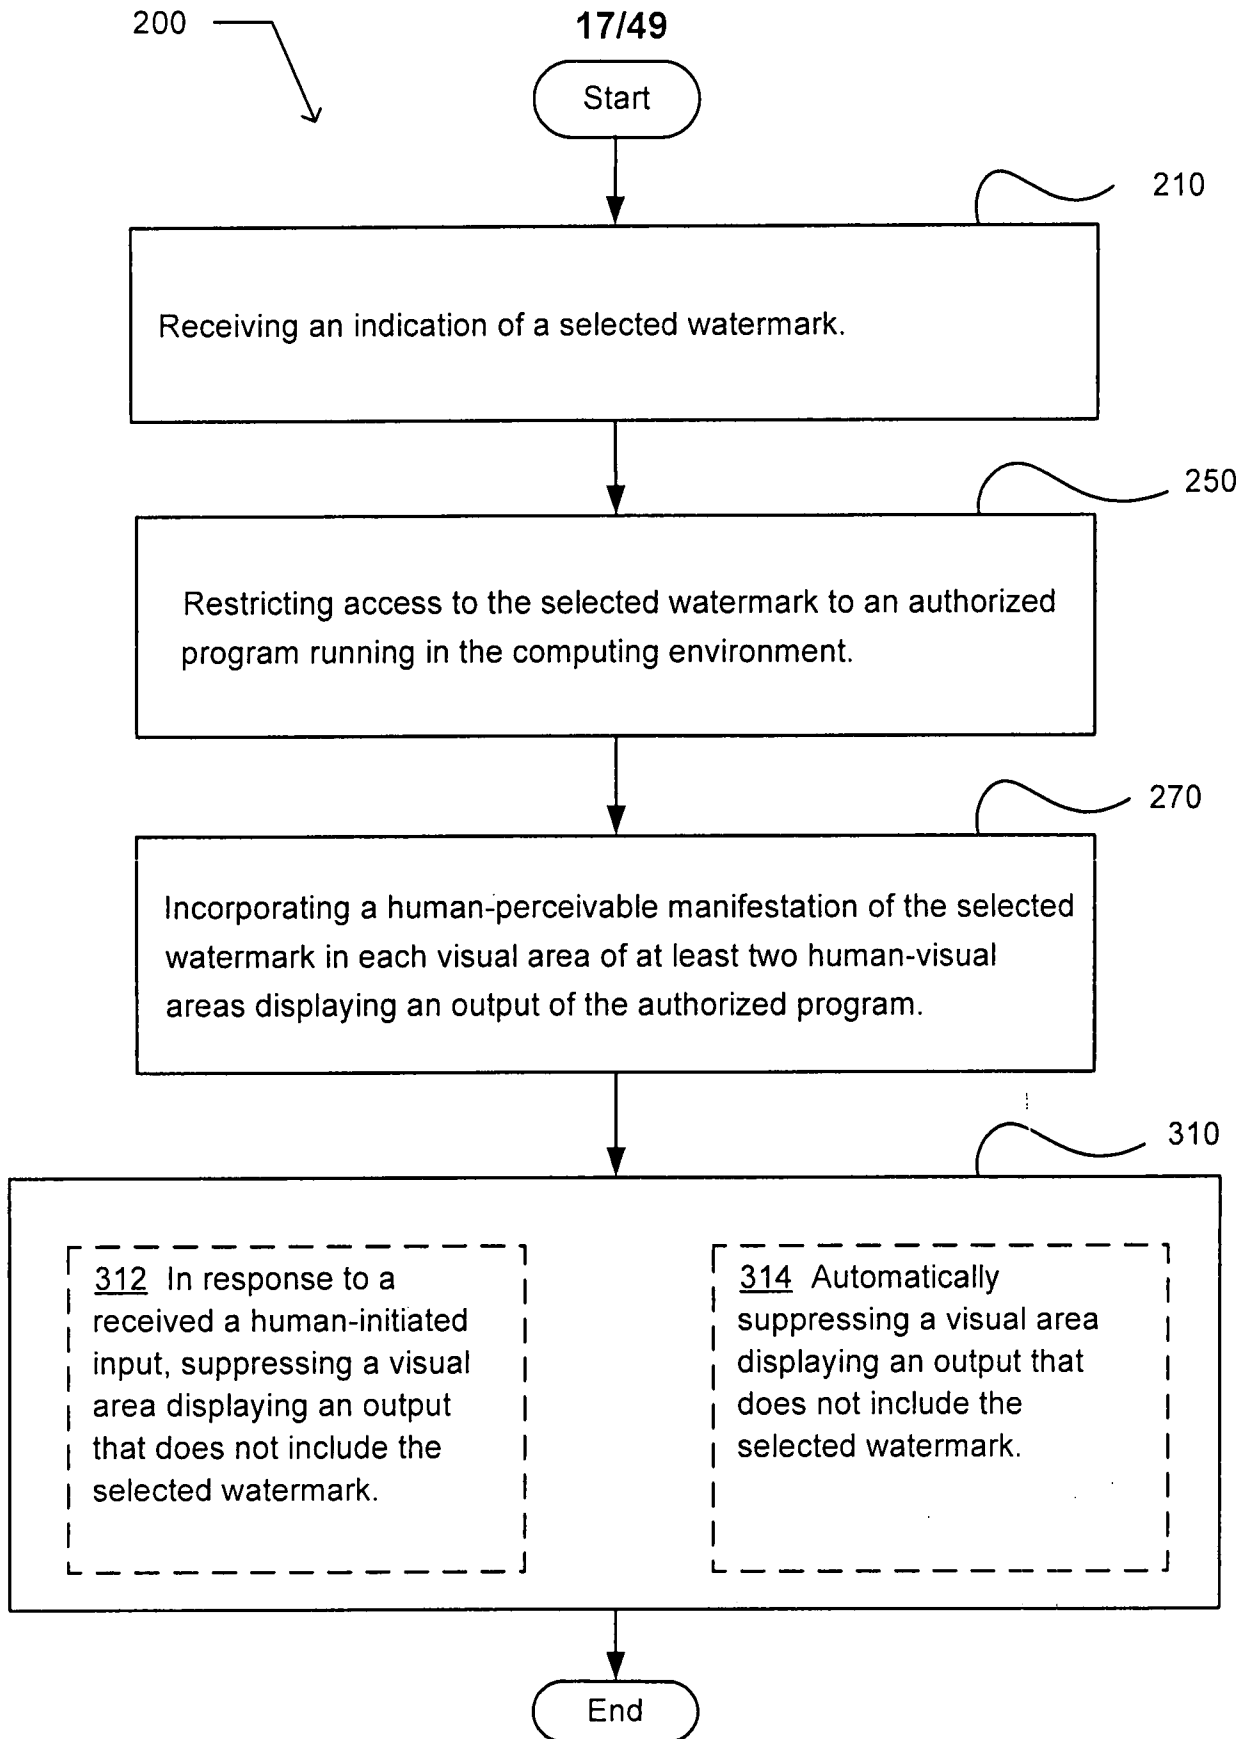 200
17/49
Start
210
Receiving an indication of a selected watermark.
250
Restricting access to the selected watermark to an authorized
program running in the computing environment.
270
Incorporating a human-perceivable manifestation of the selected
watermark in each visual area of at least two human-visual
areas displaying an output of the authorized program.
310
312 In response to a
received a human-initiated
input, suppressing a visual
area displaying an output
that does not include the
selected watermark.
314 Automatically
suppressing a visual area
displaying an output that
does not include the
selected watermark.
End